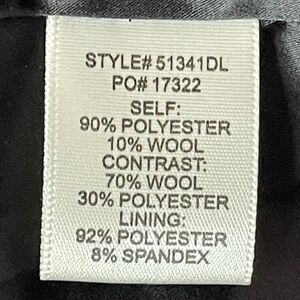 STYLE# 51341DL
PO# 17322
SELF:
90% POLYESTER
10% WOOL
CONTRAST:
70% WOOL
30% POLYESTER
LINING:
92% POLYESTER
8% SPANDEX